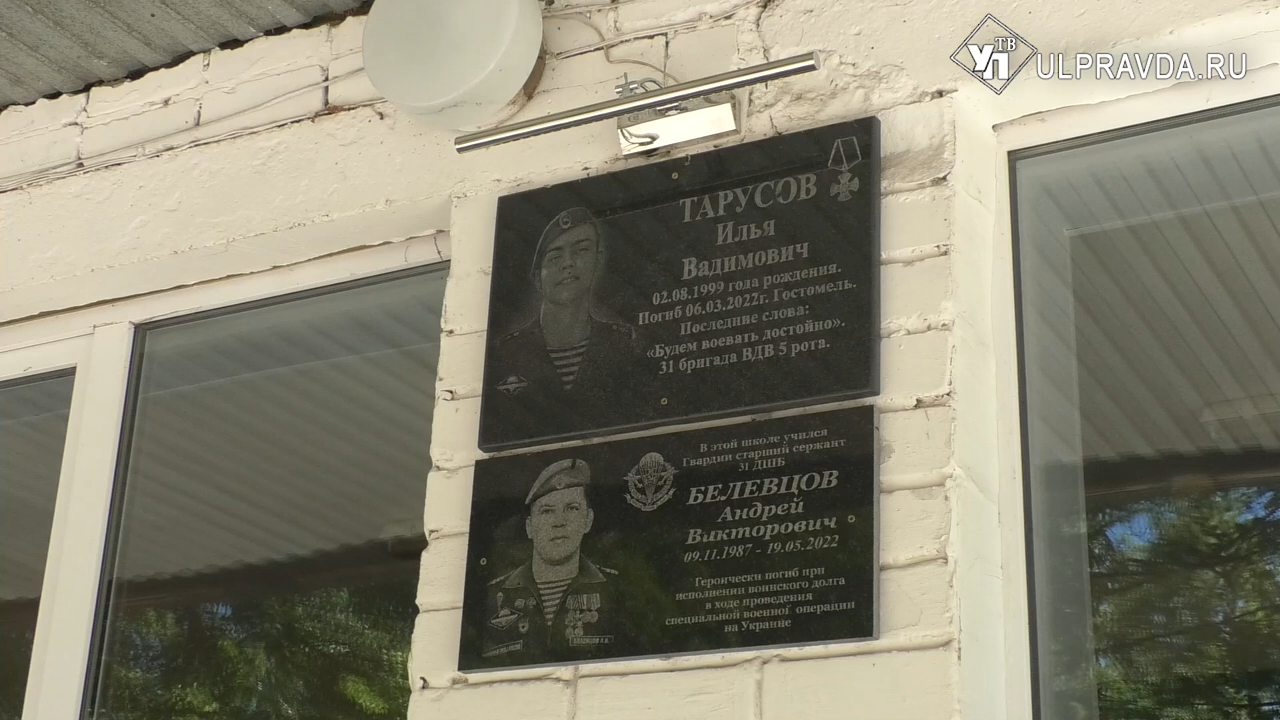 УП ТВ ULPRAVDA.RU
ТАРУСОВ
Илья
Вадимович
02.08.1999 года рождения.
Погиб 06.03.2022г. Гостомель.
Последние слова:
«Будем воевать достойно».
31 бригада ВДВ 5 рота.
В этой школе учился
Гвардии старший сержант
31 ДШБ
БЕЛЕВЦОВ
Андрей
Викторович
09.11.1987 - 19.05.2022
Героически погиб при
исполнении воинского долга
в ходе проведения
специальной военной операции
на Украине